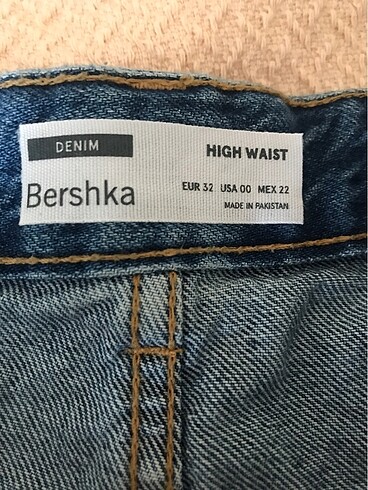 DENIM
Bershka
HIGH WAIST
EUR 32 USA 00 MEX 22
MADE IN PAKISTAN